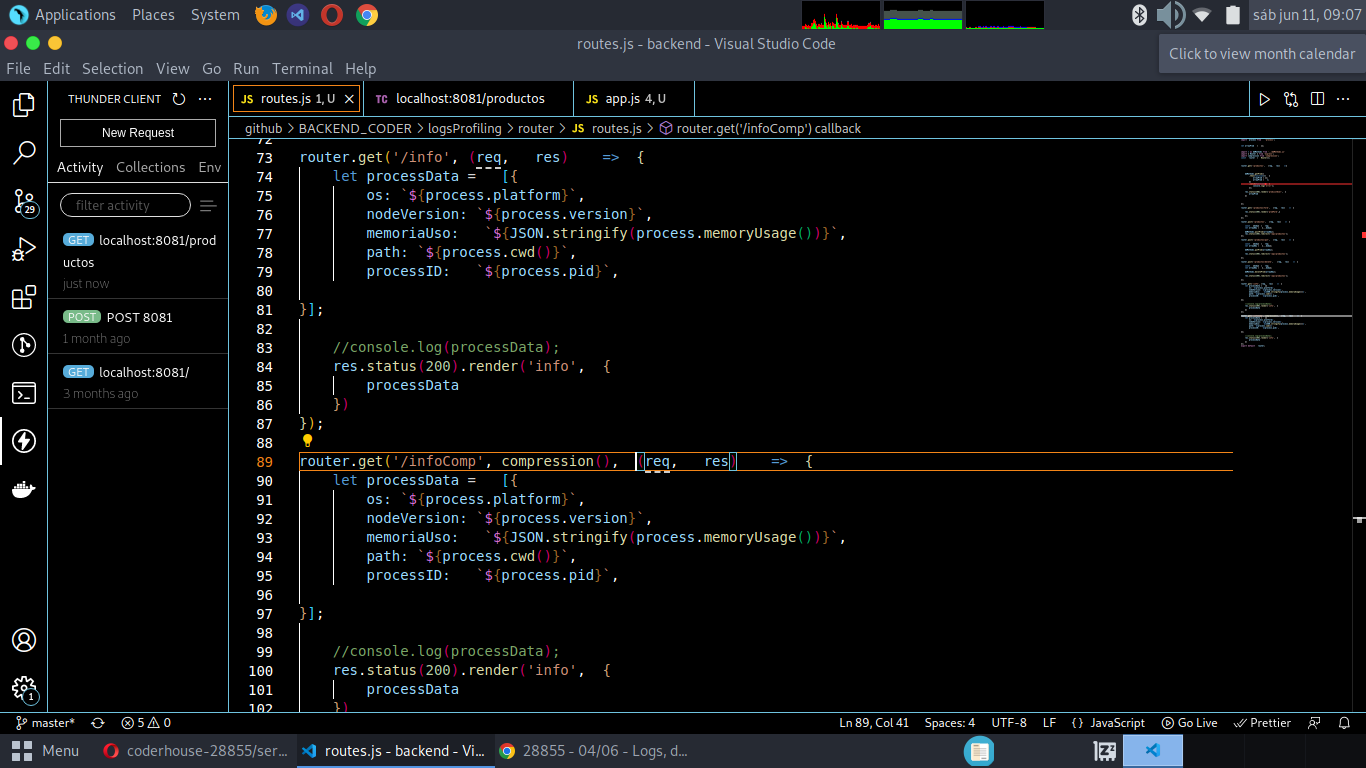 Applications Places System
sáb jun 11, 09:07
routes.js - backend - Visual Studio Code
Click to view month calendar
File Edit Selection View Go Run Terminal Help
THUNDER CLIENT
New Request
Activity Collections Env
filter activity
GET localhost:8081/prod
uctos
just now
POST POST 8081
1 month ago
GET localhost:8081/
3 months ago
29
1
JS routes.js 1, U
TC localhost:8081/productos
JS app.js 4, U
github > BACKEND_CODER > logsProfiling > router > JS routes.js > router.get('/infoComp') callback
72
73 router.get('/info', (req,   res)    =>  {
74     let processData =   [{
75         os: `${process.platform}`,
76         nodeVersion: `${process.version}`,
77         memoriaUso:   `${JSON.stringify(process.memoryUsage())}`,
78         path: `${process.cwd()}`,
79         processID:   `${process.pid}`,
80
81 }];
82
83     //console.log(processData);
84     res.status(200).render('info',  {
85         processData
86     })
87 });
88
89 router.get('/infoComp', compression(),  (req,   res)    =>  {
90     let processData =   [{
91         os: `${process.platform}`,
92         nodeVersion: `${process.version}`,
93         memoriaUso:   `${JSON.stringify(process.memoryUsage())}`,
94         path: `${process.cwd()}`,
95         processID:   `${process.pid}`,
96
97 }];
98
99     //console.log(processData);
100     res.status(200).render('info',  {
101         processData
102     })
master* 5 0
Ln 89, Col 41 Spaces: 4 UTF-8 LF {} JavaScript Go Live Prettier
Menu coderhouse-28855/ser... routes.js - backend - Vi... 28855 - 04/06 - Logs, d...